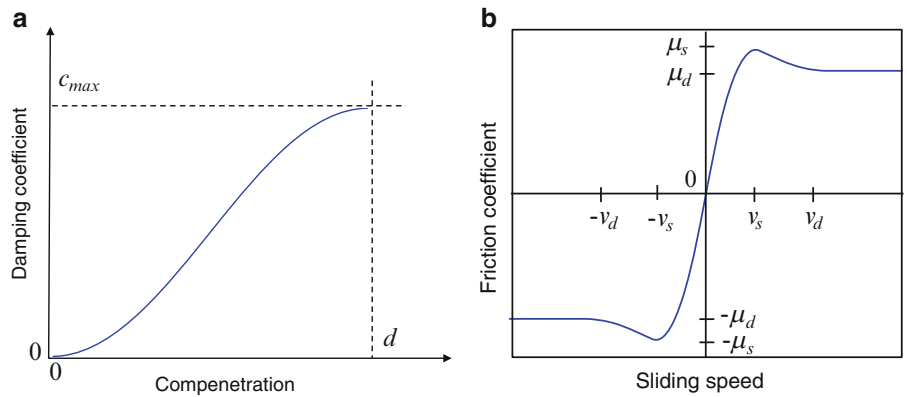 a
c_max
Damping coefficient
0
0
d
Compenetration
b
μ_s
μ_d
0
-v_d
-v_s
v_s
v_d
-μ_d
-μ_s
Friction coefficient
Sliding speed